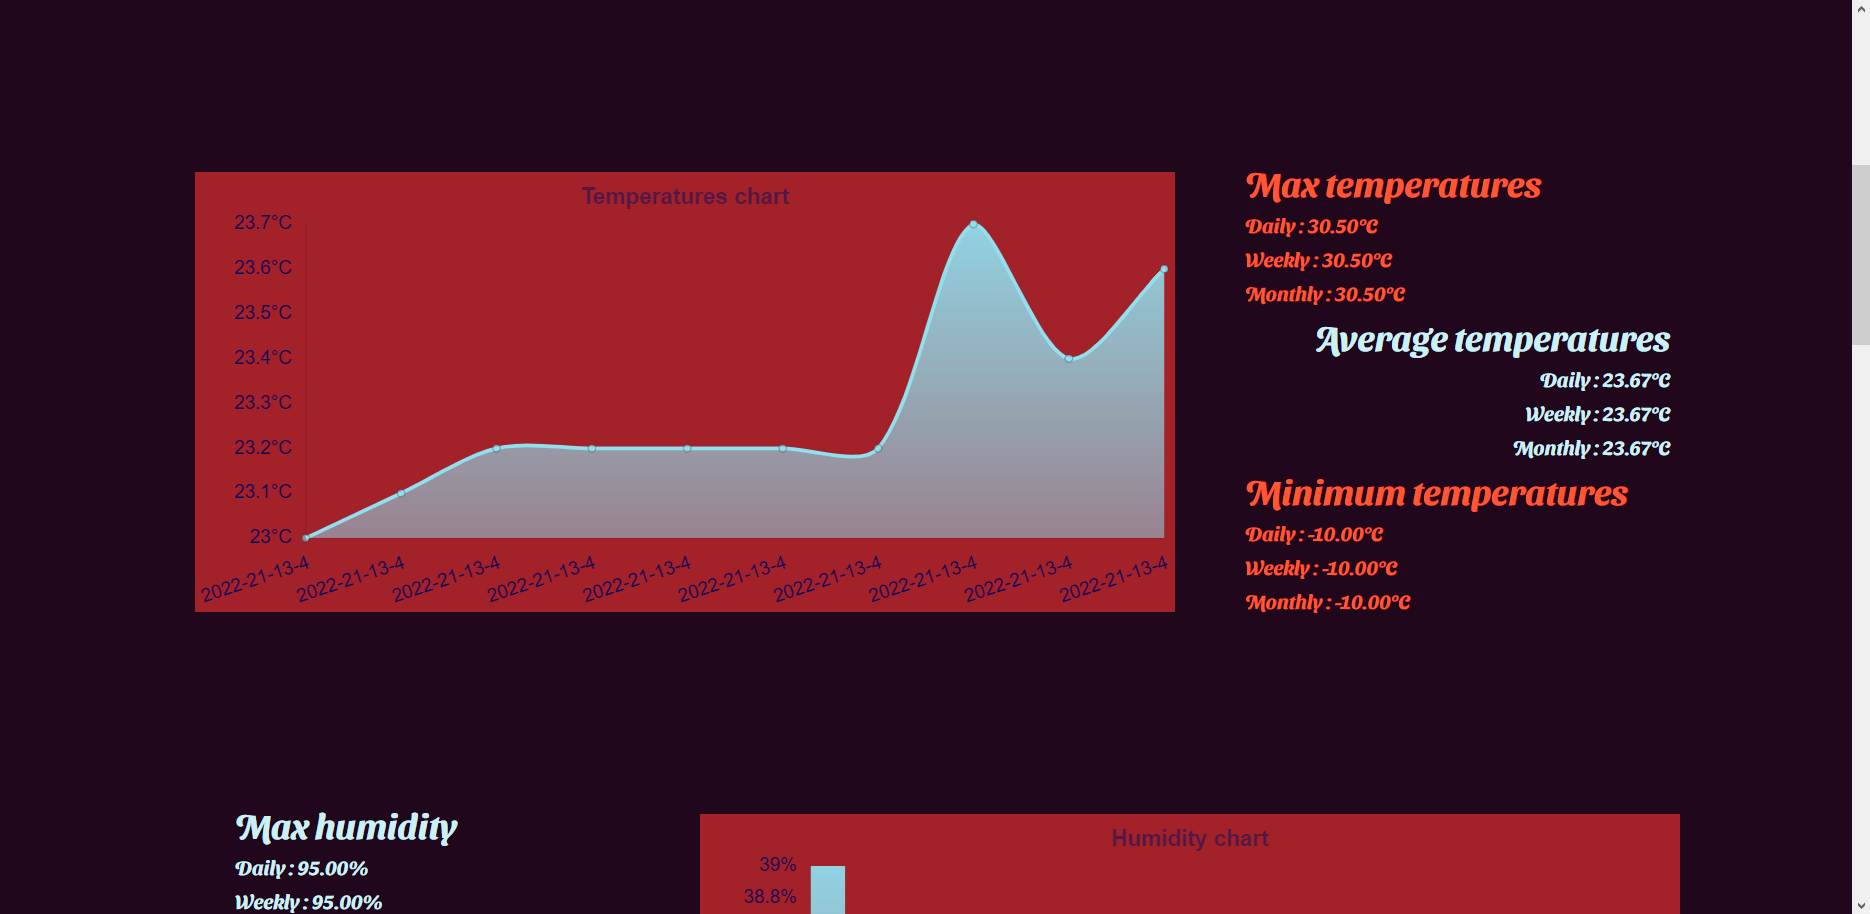 Temperatures chart
23.7°C
23.6°C
23.5°C
23.4°C
23.3°C
23.2°C
23.1°C
23°C
2022-21-13-4
2022-21-13-4
2022-21-13-4
2022-21-13-4
2022-21-13-4
2022-21-13-4
2022-21-13-4
2022-21-13-4
2022-21-13-4
2022-21-13-4
Max temperatures
Daily : 30.50°C
Weekly : 30.50°C
Monthly : 30.50°C
Average temperatures
Daily : 23.67°C
Weekly : 23.67°C
Monthly : 23.67°C
Minimum temperatures
Daily : -10.00°C
Weekly : -10.00°C
Monthly : -10.00°C
Max humidity
Daily : 95.00%
Weekly : 95.00%
Humidity chart
39%
38.8%